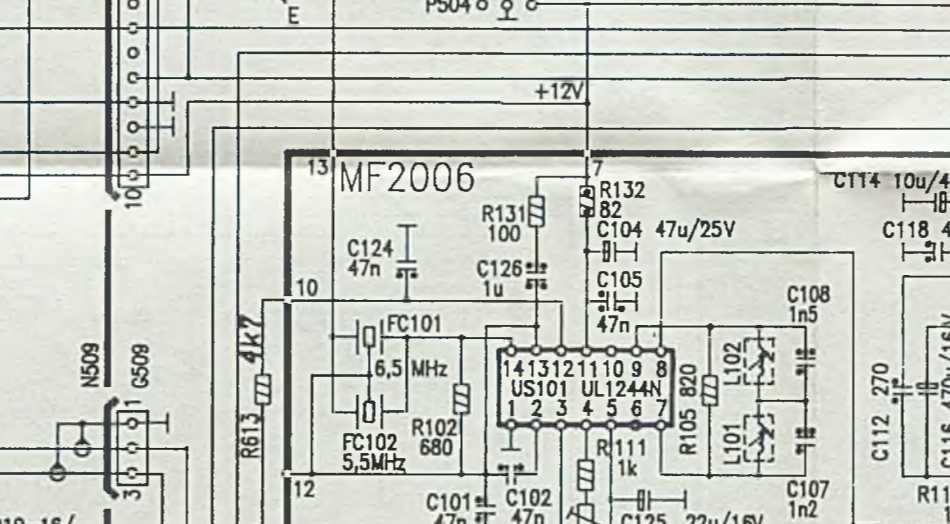 P504
E
+12V
13
MF2006
7
R132
82
C114 10u/4
10
R131
100
C104 47u/25V
C118 4
C124
47n
C126
1u
C105
47n
10
C108
1n5
FC101
4k7
N509
G509
6,5 MHz
14 13 12 11 10 9 8
US101 UL1244N
1 2 3 4 5 6 7
R105 820
L102
L101
C112 270
470u/16V
C116
1
R613
R102
680
FC102
5,5MHz
R111
1k
3
12
C101
47n
C102
47n
C107
1n2
R11
C125 22u/16V